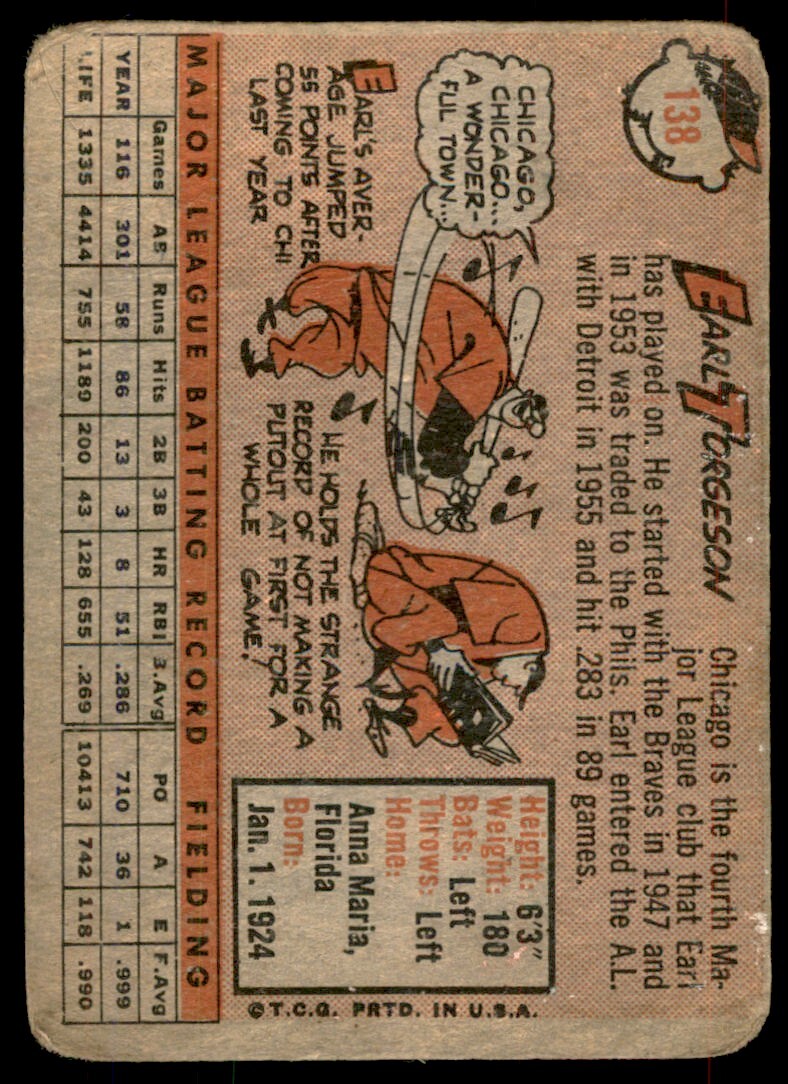 138
EARL TORGESON
Chicago is the fourth Ma-
jor League club that Earl
has played on. He started with the Braves in 1947 and
in 1953 was traded to the Phils. Earl entered the A.L.
with Detroit in 1955 and hit .283 in 89 games.
CHICAGO,
CHICAGO...
A WONDER-
FUL TOWN...
EARL'S AVER-
AGE JUMPED
55 POINTS AFTER
COMING TO CHI
LAST YEAR
HE HOLDS THE STRANGE
RECORD OF NOT MAKING A
PUTOUT AT FIRST FOR A
WHOLE GAME!
Height: 6'3"
Weight: 180
Bats: Left
Throws: Left
Home:
Anna Maria,
Florida
Born:
Jan. 1, 1924
©T.C.G. PRTD. IN U.S.A.
MAJOR LEAGUE BATTING RECORD FIELDING
Games AB Runs Hits 2B 3B HR RBI B.Avg PO A E F.Avg
YEAR 116 301 58 86 13 3 8 51 .286 710 36 1 .999
LIFE 1335 4414 755 1189 200 43 128 655 .269 10413 742 118 .990